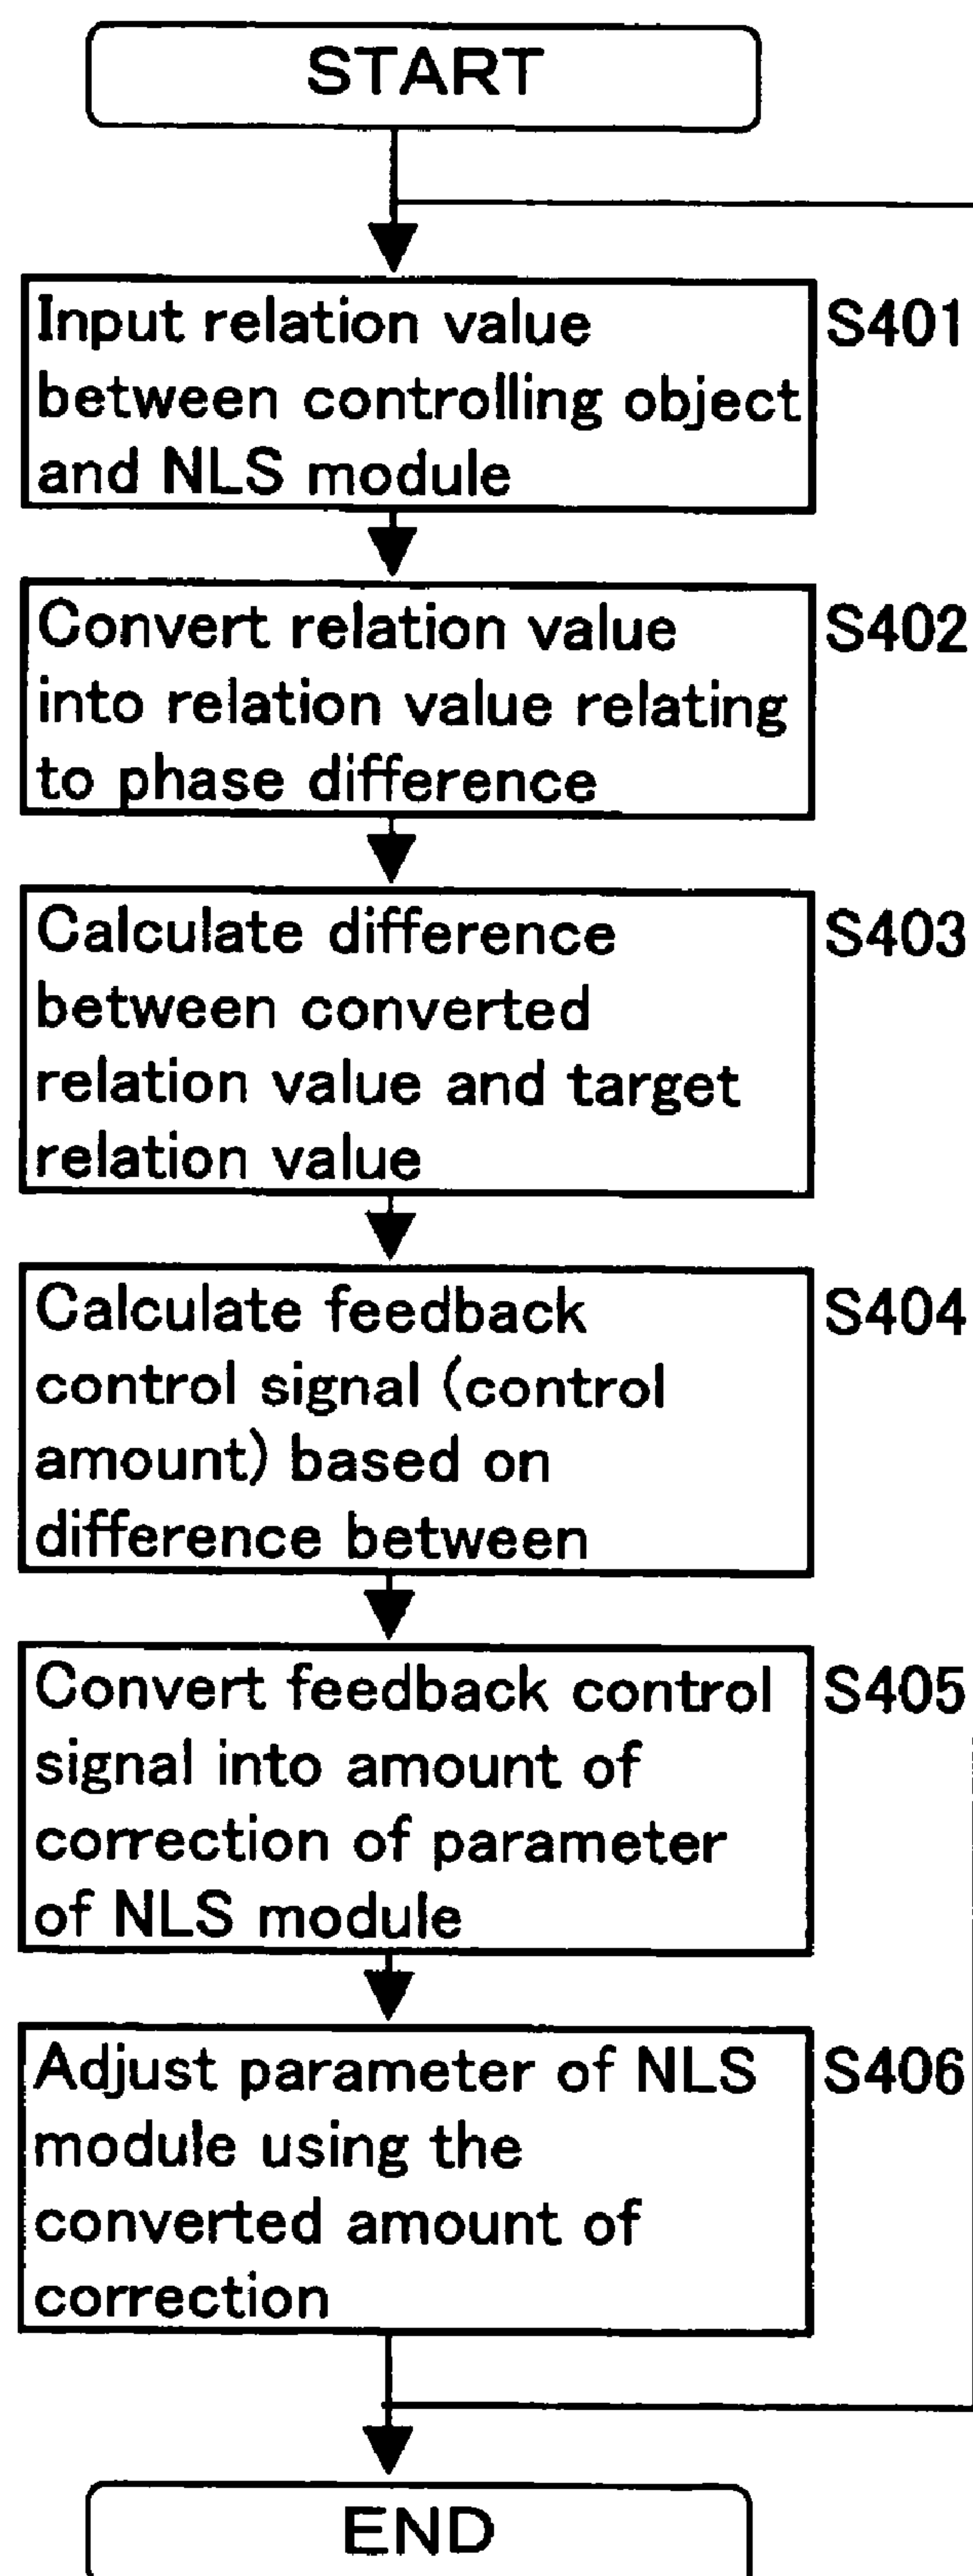 START
Input relation value
between controlling object
and NLS module
S401
Convert relation value
into relation value relating
to phase difference
S402
Calculate difference
between converted
relation value and target
relation value
S403
Calculate feedback
control signal (control
amount) based on
difference between
S404
Convert feedback control
signal into amount of
correction of parameter
of NLS module
S405
Adjust parameter of NLS
module using the
converted amount of
correction
S406
END